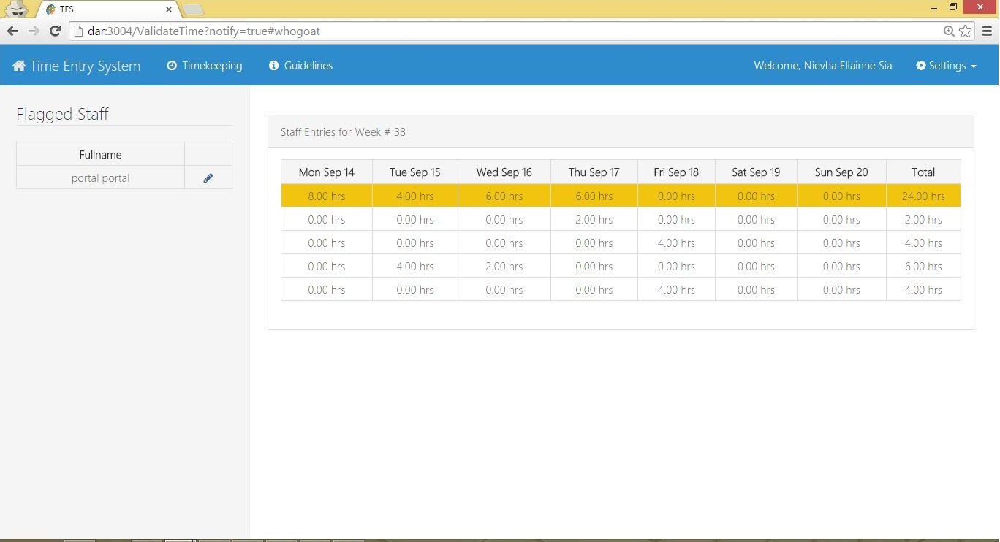 TES
dar:3004/ValidateTime?notify=true#whogoat
Time Entry System Timekeeping Guidelines Welcome, Nievha Ellainne Sia Settings
Flagged Staff
Fullname
portal portal
Staff Entries for Week # 38
Mon Sep 14 Tue Sep 15 Wed Sep 16 Thu Sep 17 Fri Sep 18 Sat Sep 19 Sun Sep 20 Total
8.00 hrs 4.00 hrs 6.00 hrs 6.00 hrs 0.00 hrs 0.00 hrs 0.00 hrs 24.00 hrs
0.00 hrs 0.00 hrs 0.00 hrs 2.00 hrs 0.00 hrs 0.00 hrs 0.00 hrs 2.00 hrs
0.00 hrs 0.00 hrs 0.00 hrs 0.00 hrs 4.00 hrs 0.00 hrs 0.00 hrs 4.00 hrs
0.00 hrs 4.00 hrs 2.00 hrs 0.00 hrs 0.00 hrs 0.00 hrs 0.00 hrs 6.00 hrs
0.00 hrs 0.00 hrs 0.00 hrs 0.00 hrs 4.00 hrs 0.00 hrs 0.00 hrs 4.00 hrs